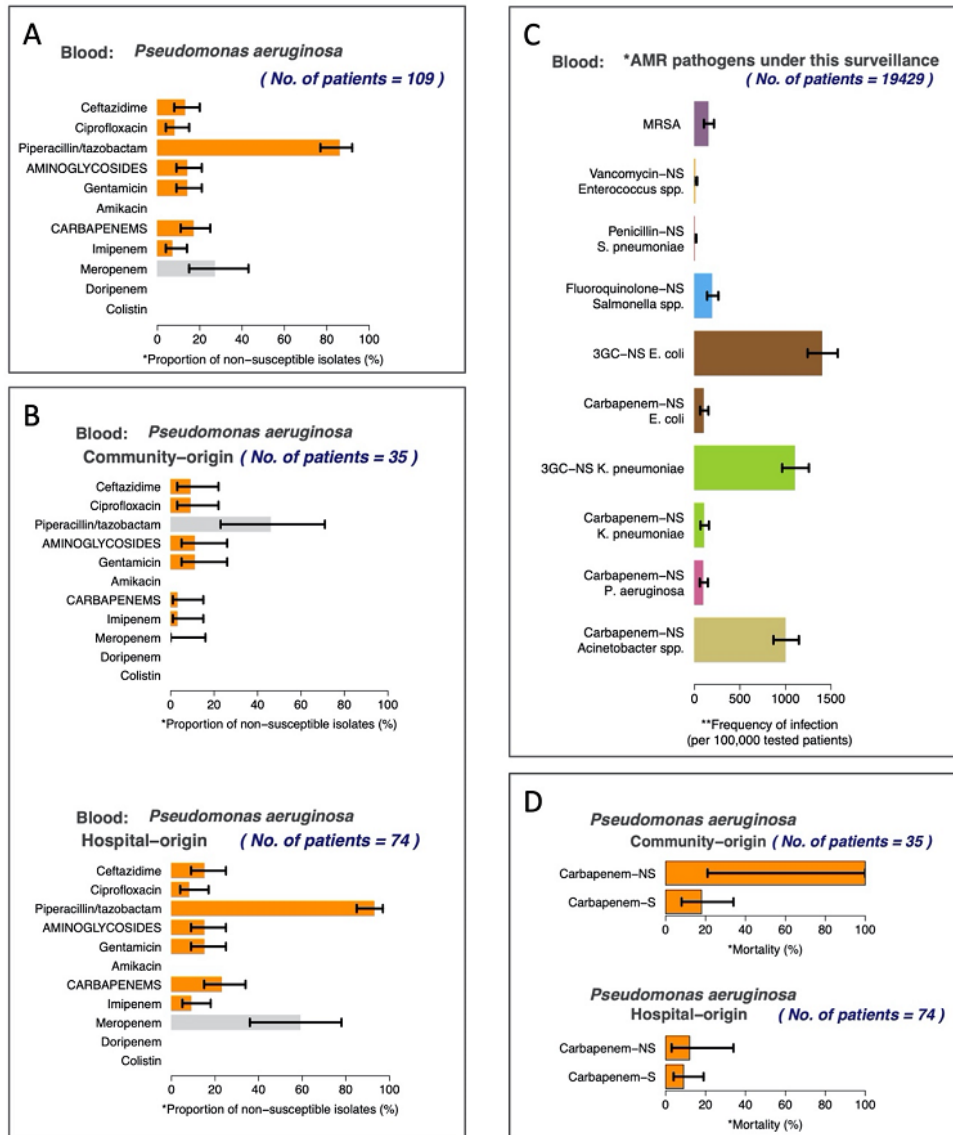 A
Blood: Pseudomonas aeruginosa
( No. of patients = 109)
Ceftazidime
Ciprofloxacin
Piperacillin/tazobactam
AMINOGLYCOSIDES
Gentamicin
Amikacin
CARBAPENEMS
Imipenem
Meropenem
Doripenem
Colistin
0 20 40 60 80 100
*Proportion of non-susceptible isolates (%)
B
Blood: Pseudomonas aeruginosa
Community-origin ( No. of patients = 35)
Ceftazidime
Ciprofloxacin
Piperacillin/tazobactam
AMINOGLYCOSIDES
Gentamicin
Amikacin
CARBAPENEMS
Imipenem
Meropenem
Doripenem
Colistin
0 20 40 60 80 100
*Proportion of non-susceptible isolates (%)
Blood: Pseudomonas aeruginosa
Hospital-origin ( No. of patients = 74)
Ceftazidime
Ciprofloxacin
Piperacillin/tazobactam
AMINOGLYCOSIDES
Gentamicin
Amikacin
CARBAPENEMS
Imipenem
Meropenem
Doripenem
Colistin
0 20 40 60 80 100
*Proportion of non-susceptible isolates (%)
C
Blood: *AMR pathogens under this surveillance
( No. of patients = 19429)
MRSA
Vancomycin-NS
Enterococcus spp.
Penicillin-NS
S. pneumoniae
Fluoroquinolone-NS
Salmonella spp.
3GC-NS E. coli
Carbapenem-NS
E. coli
3GC-NS K. pneumoniae
Carbapenem-NS
K. pneumoniae
Carbapenem-NS
P. aeruginosa
Carbapenem-NS
Acinetobacter spp.
0 500 1000 1500
**Frequency of infection
(per 100,000 tested patients)
D
Pseudomonas aeruginosa
Community-origin ( No. of patients = 35)
Carbapenem-NS
Carbapenem-S
0 20 40 60 80 100
*Mortality (%)
Pseudomonas aeruginosa
Hospital-origin ( No. of patients = 74)
Carbapenem-NS
Carbapenem-S
0 20 40 60 80 100
*Mortality (%)